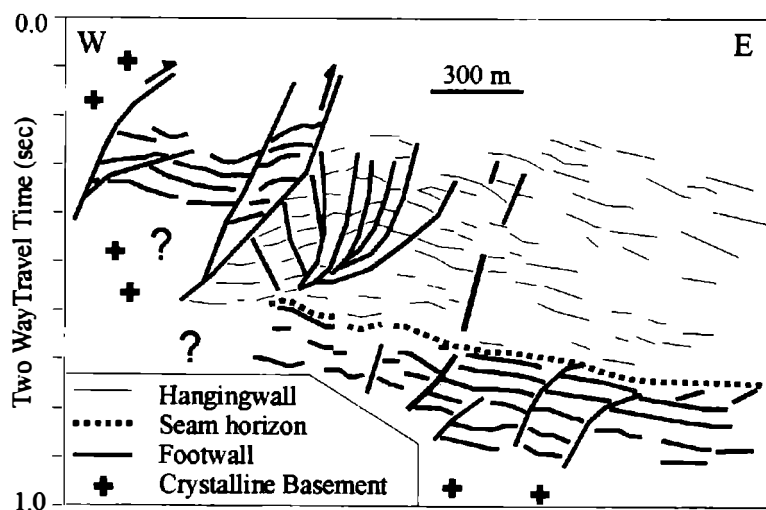 0.0
W
E
300 m
Two Way Travel Time (sec)
?
?
Hangingwall
Seam horizon
Footwall
Crystalline Basement
1.0